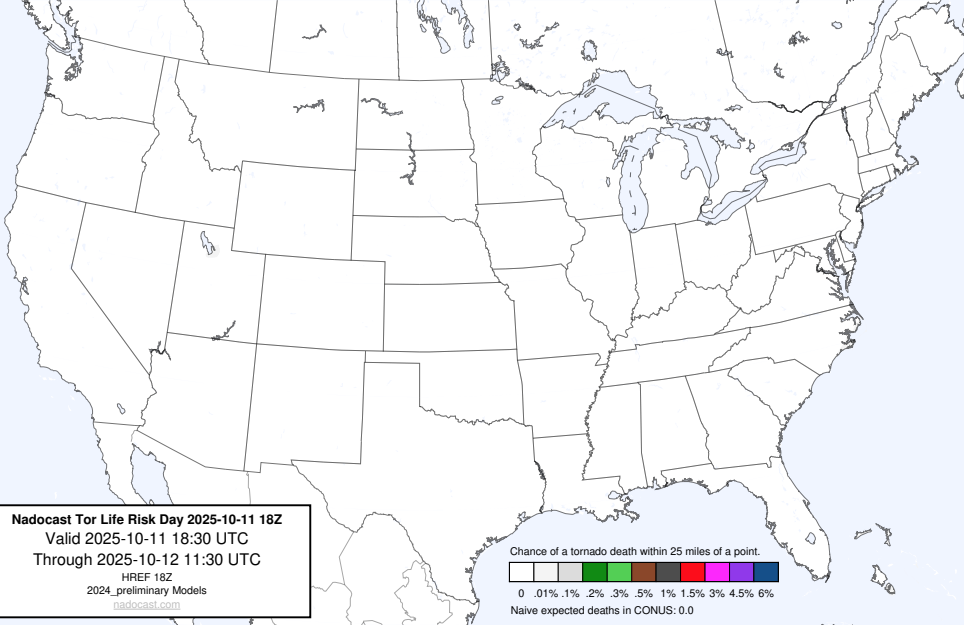 Nadocast Tor Life Risk Day 2025-10-11 18Z
Valid 2025-10-11 18:30 UTC
Through 2025-10-12 11:30 UTC
HREF 18Z
2024_preliminary Models
nadocast.com
Chance of a tornado death within 25 miles of a point.
0 .01% .1% .2% .3% .5% 1% 1.5% 3% 4.5% 6%
Naive expected deaths in CONUS: 0.0